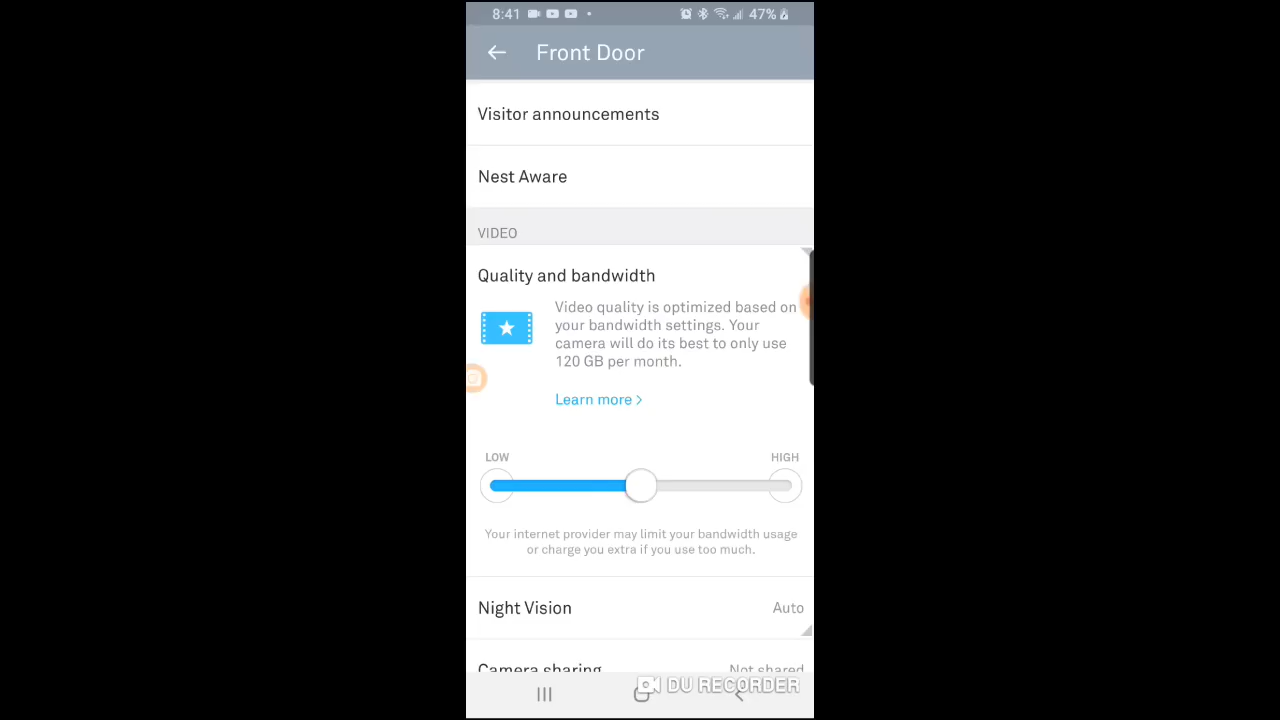 8:41
47%
Front Door
Visitor announcements
Nest Aware
VIDEO
Quality and bandwidth
Video quality is optimized based on
your bandwidth settings. Your
camera will do its best to only use
120 GB per month.
Learn more >
LOW
HIGH
Your internet provider may limit your bandwidth usage
or charge you extra if you use too much.
Night Vision
Auto
Camera sharing
Not shared
DU RECORDER